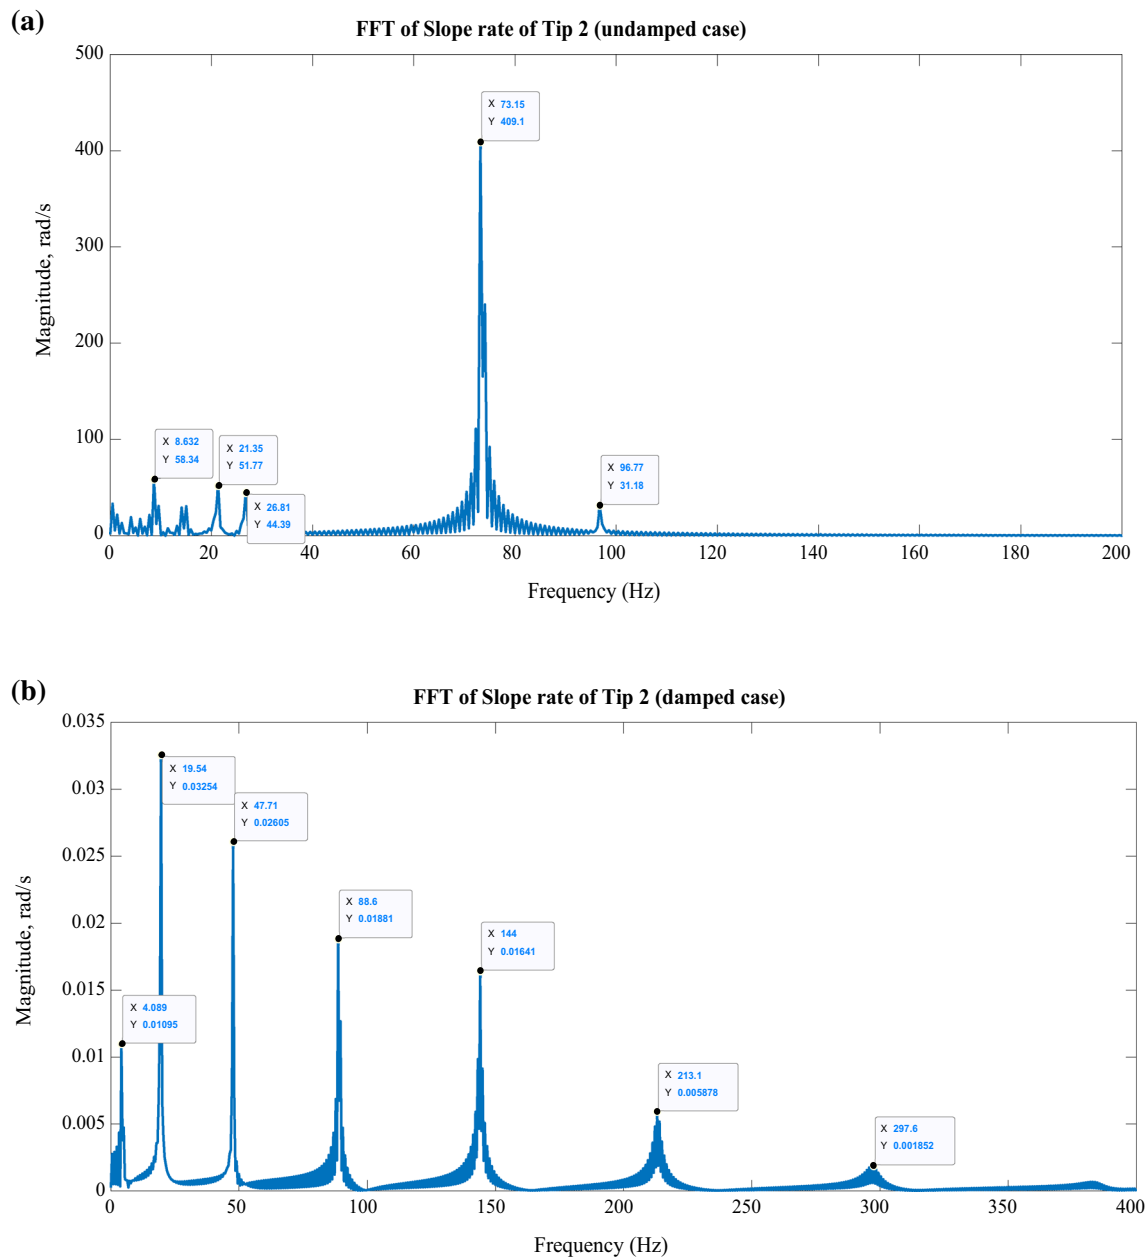 (a)
FFT of Slope rate of Tip 2 (undamped case)
500
400
300
200
100
0
Magnitude, rad/s
X 73.15
Y 409.1
X 8.632
Y 58.34
X 21.35
Y 51.77
X 26.81
Y 44.39
X 96.77
Y 31.18
0 20 40 60 80 100 120 140 160 180 200
Frequency (Hz)
(b)
FFT of Slope rate of Tip 2 (damped case)
0.035
0.03
0.025
0.02
0.015
0.01
0.005
0
Magnitude, rad/s
X 19.54
Y 0.03254
X 47.71
Y 0.02605
X 88.6
Y 0.01881
X 144
Y 0.01641
X 4.089
Y 0.01095
X 213.1
Y 0.005878
X 297.6
Y 0.001852
0 50 100 150 200 250 300 350 400
Frequency (Hz)